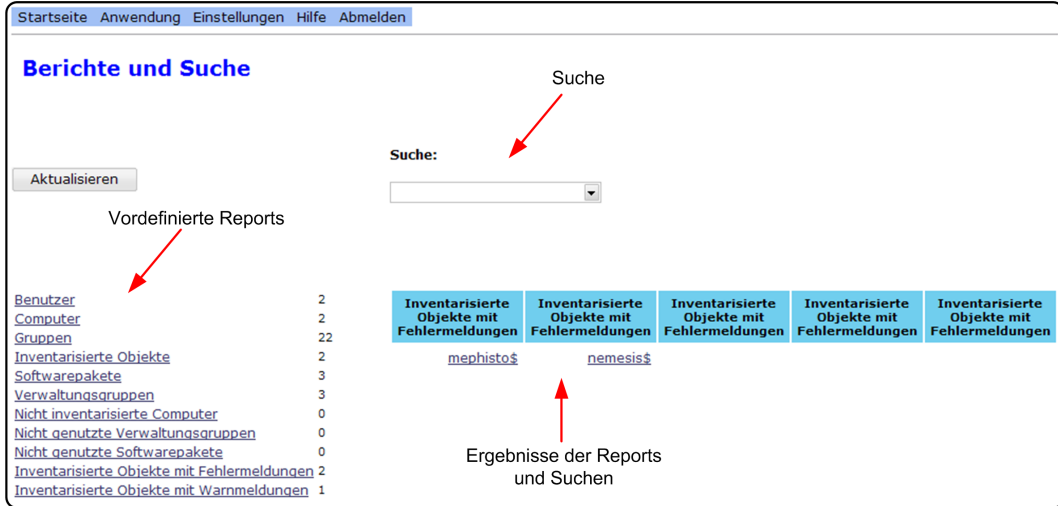 Startseite Anwendung Einstellungen Hilfe Abmelden
Berichte und Suche
Suche
Suche:
Aktualisieren
Vordefinierte Reports
Benutzer 2
Computer 2
Gruppen 22
Inventarisierte Objekte 2
Softwarepakete 3
Verwaltungsgruppen 3
Nicht inventarisierte Computer 0
Nicht genutzte Verwaltungsgruppen 0
Nicht genutzte Softwarepakete 0
Inventarisierte Objekte mit Fehlermeldungen 2
Inventarisierte Objekte mit Warnmeldungen 1
Inventarisierte Inventarisierte Inventarisierte Inventarisierte Inventarisierte
Objekte mit Objekte mit Objekte mit Objekte mit Objekte mit
Fehlermeldungen Fehlermeldungen Fehlermeldungen Fehlermeldungen Fehlermeldungen
mephisto$ nemesis$
Ergebnisse der Reports
und Suchen